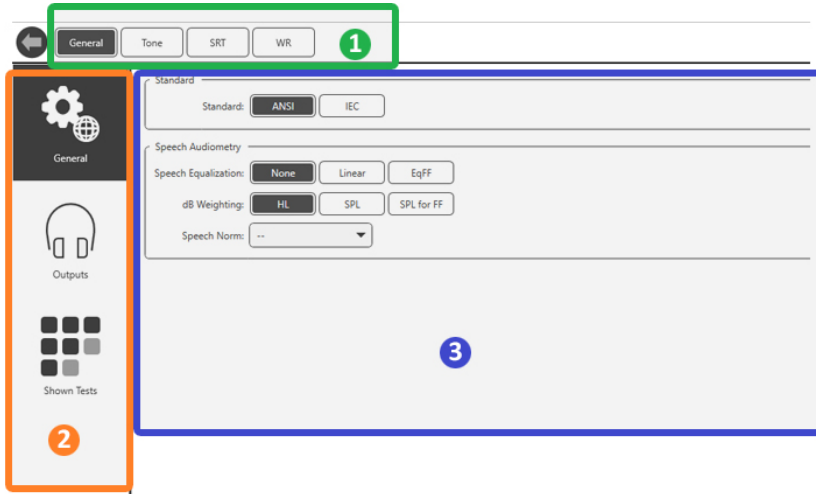 General Tone SRT WR 1
Standard
Standard: ANSI IEC
General
Speech Audiometry
Speech Equalization: None Linear EqFF
dB Weighting: HL SPL SPL for FF
Speech Norm: --
Outputs
Shown Tests
2
3